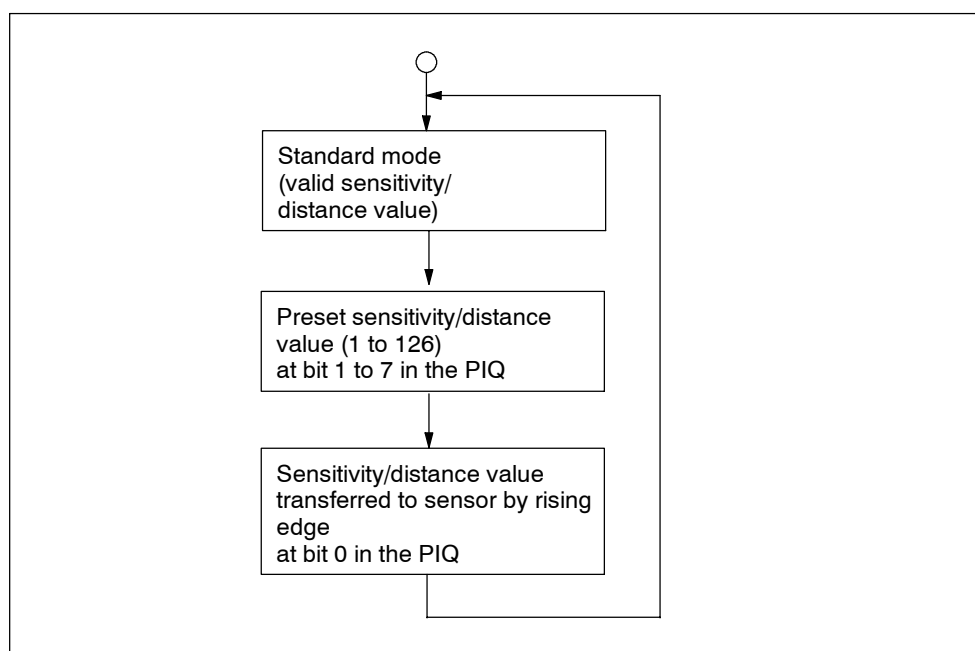 Standard mode
(valid sensitivity/
distance value)
Preset sensitivity/distance
value (1 to 126)
at bit 1 to 7 in the PIQ
Sensitivity/distance value
transferred to sensor by rising
edge
at bit 0 in the PIQ